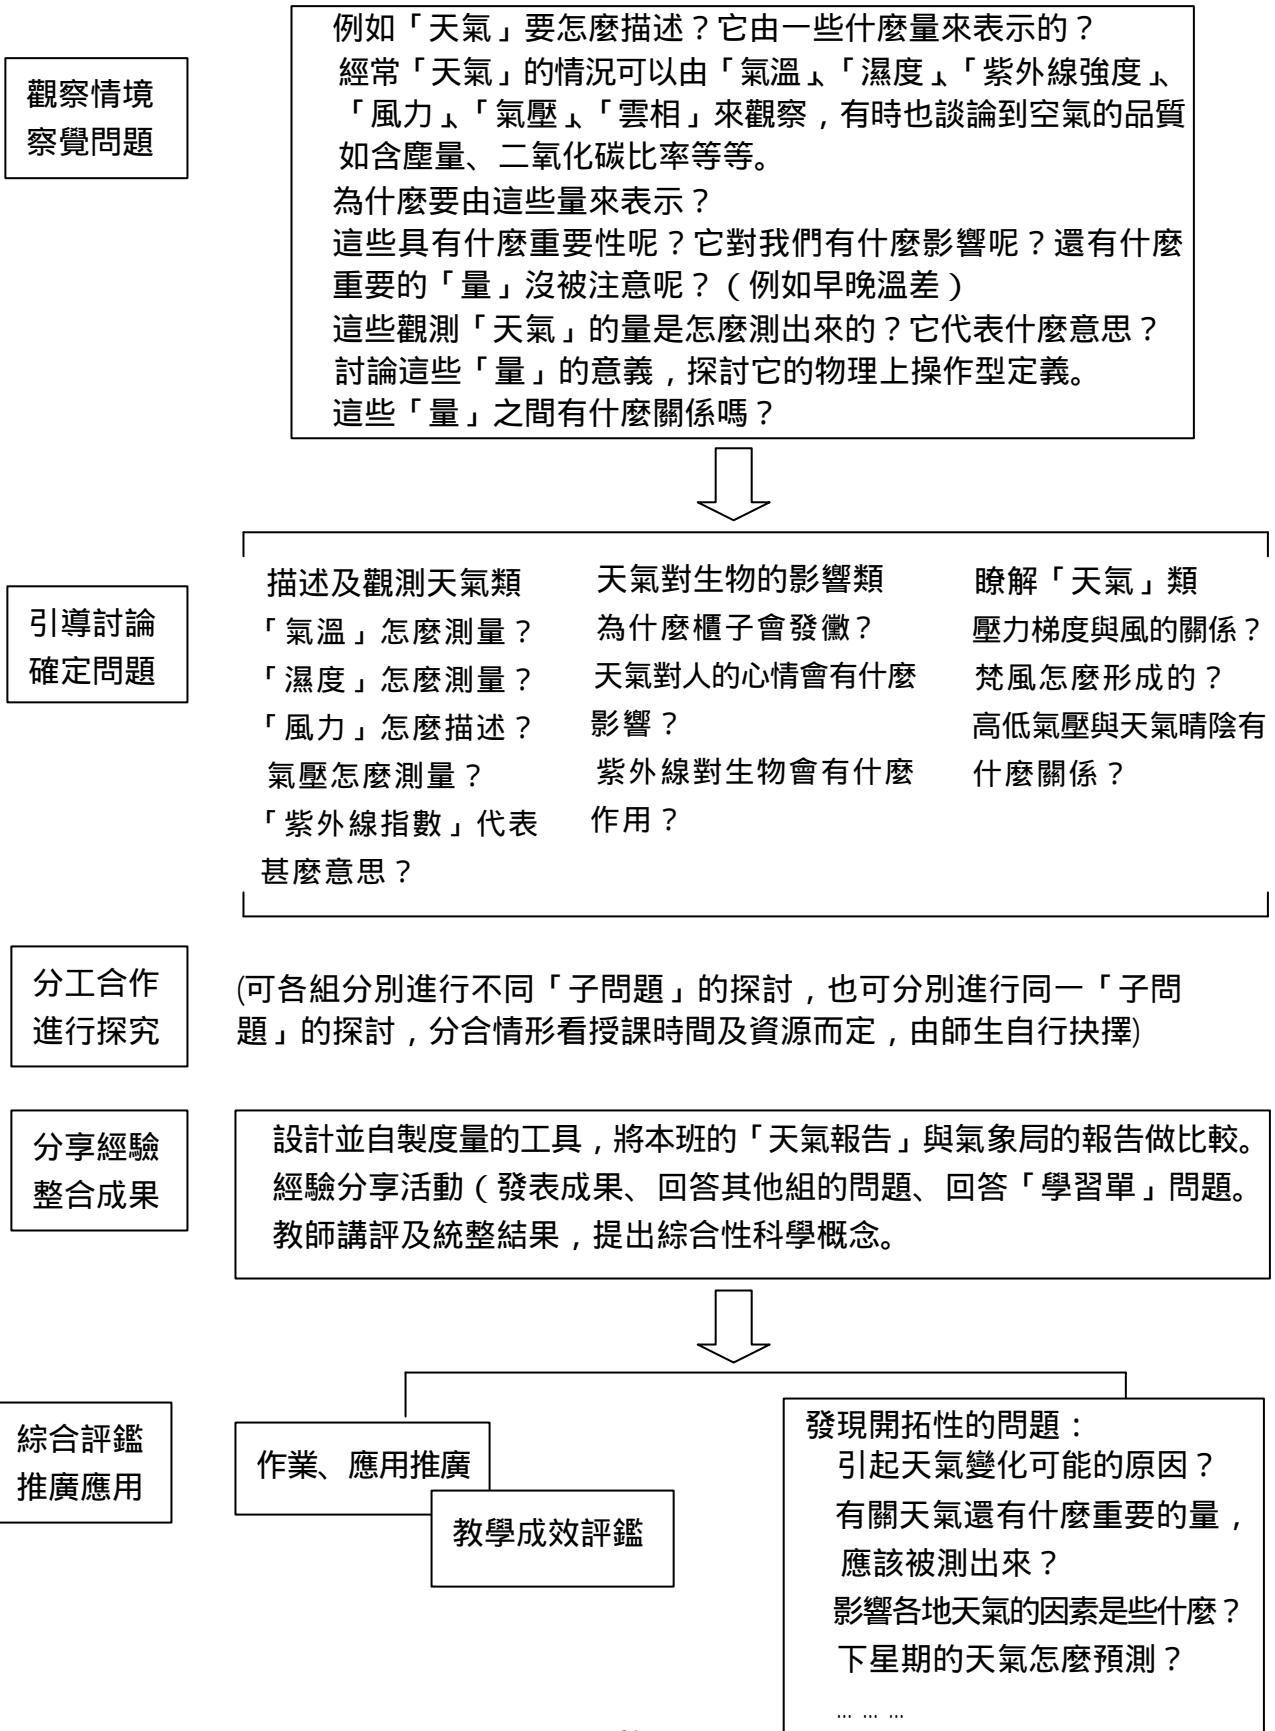 觀察情境
察覺問題
例如「天氣」要怎麼描述？它由一些什麼量來表示的？
經常「天氣」的情況可以由「氣溫」、「濕度」、「紫外線強度」、
「風力」、「氣壓」、「雲相」來觀察，有時也談論到空氣的品質
如含塵量、二氧化碳比率等等。
為什麼要由這些量來表示？
這些具有什麼重要性呢？它對我們有什麼影響呢？還有什麼
重要的「量」沒被注意呢？（例如早晚溫差）
這些觀測「天氣」的量是怎麼測出來的？它代表什麼意思？
討論這些「量」的意義，探討它的物理上操作型定義。
這些「量」之間有什麼關係嗎？
引導討論
確定問題
描述及觀測天氣類
「氣溫」怎麼測量？
「濕度」怎麼測量？
「風力」怎麼描述？
氣壓怎麼測量？
「紫外線指數」代表
甚麼意思？
天氣對生物的影響類
為什麼櫃子會發黴？
天氣對人的心情會有什麼
影響？
紫外線對生物會有什麼
作用？
瞭解「天氣」類
壓力梯度與風的關係？
梵風怎麼形成的？
高低氣壓與天氣晴陰有
什麼關係？
分工合作
進行探究
(可各組分別進行不同「子問題」的探討，也可分別進行同一「子問
題」的探討，分合情形看授課時間及資源而定，由師生自行抉擇)
分享經驗
整合成果
設計並自製度量的工具，將本班的「天氣報告」與氣象局的報告做比較。
經驗分享活動（發表成果、回答其他組的問題、回答「學習單」問題。
教師講評及統整結果，提出綜合性科學概念。
綜合評鑑
推廣應用
作業、應用推廣
教學成效評鑑
發現開拓性的問題：
引起天氣變化可能的原因？
有關天氣還有什麼重要的量，
應該被測出來？
影響各地天氣的因素是些什麼？
下星期的天氣怎麼預測？
… … …